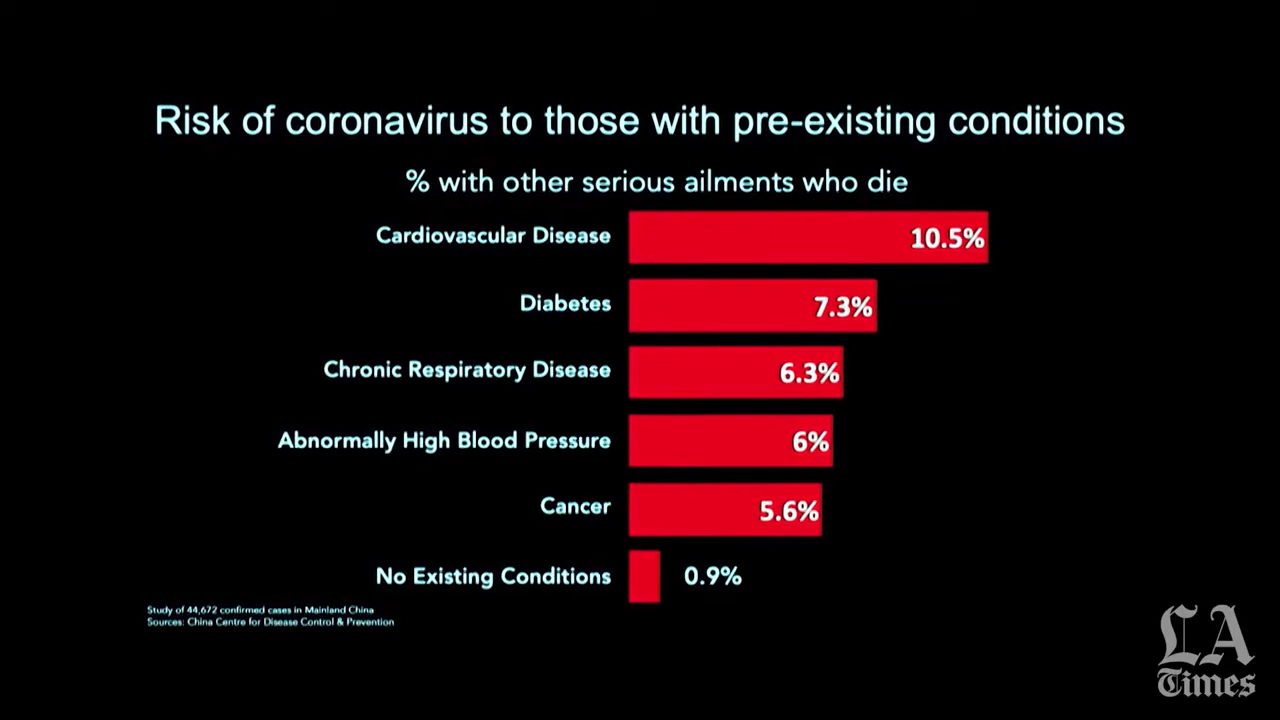 Risk of coronavirus to those with pre-existing conditions
% with other serious ailments who die
Cardiovascular Disease 10.5%
Diabetes 7.3%
Chronic Respiratory Disease 6.3%
Abnormally High Blood Pressure 6%
Cancer 5.6%
No Existing Conditions 0.9%
Study of 44,672 confirmed cases in Mainland China
Sources: China Centre for Disease Control & Prevention
LA
Times